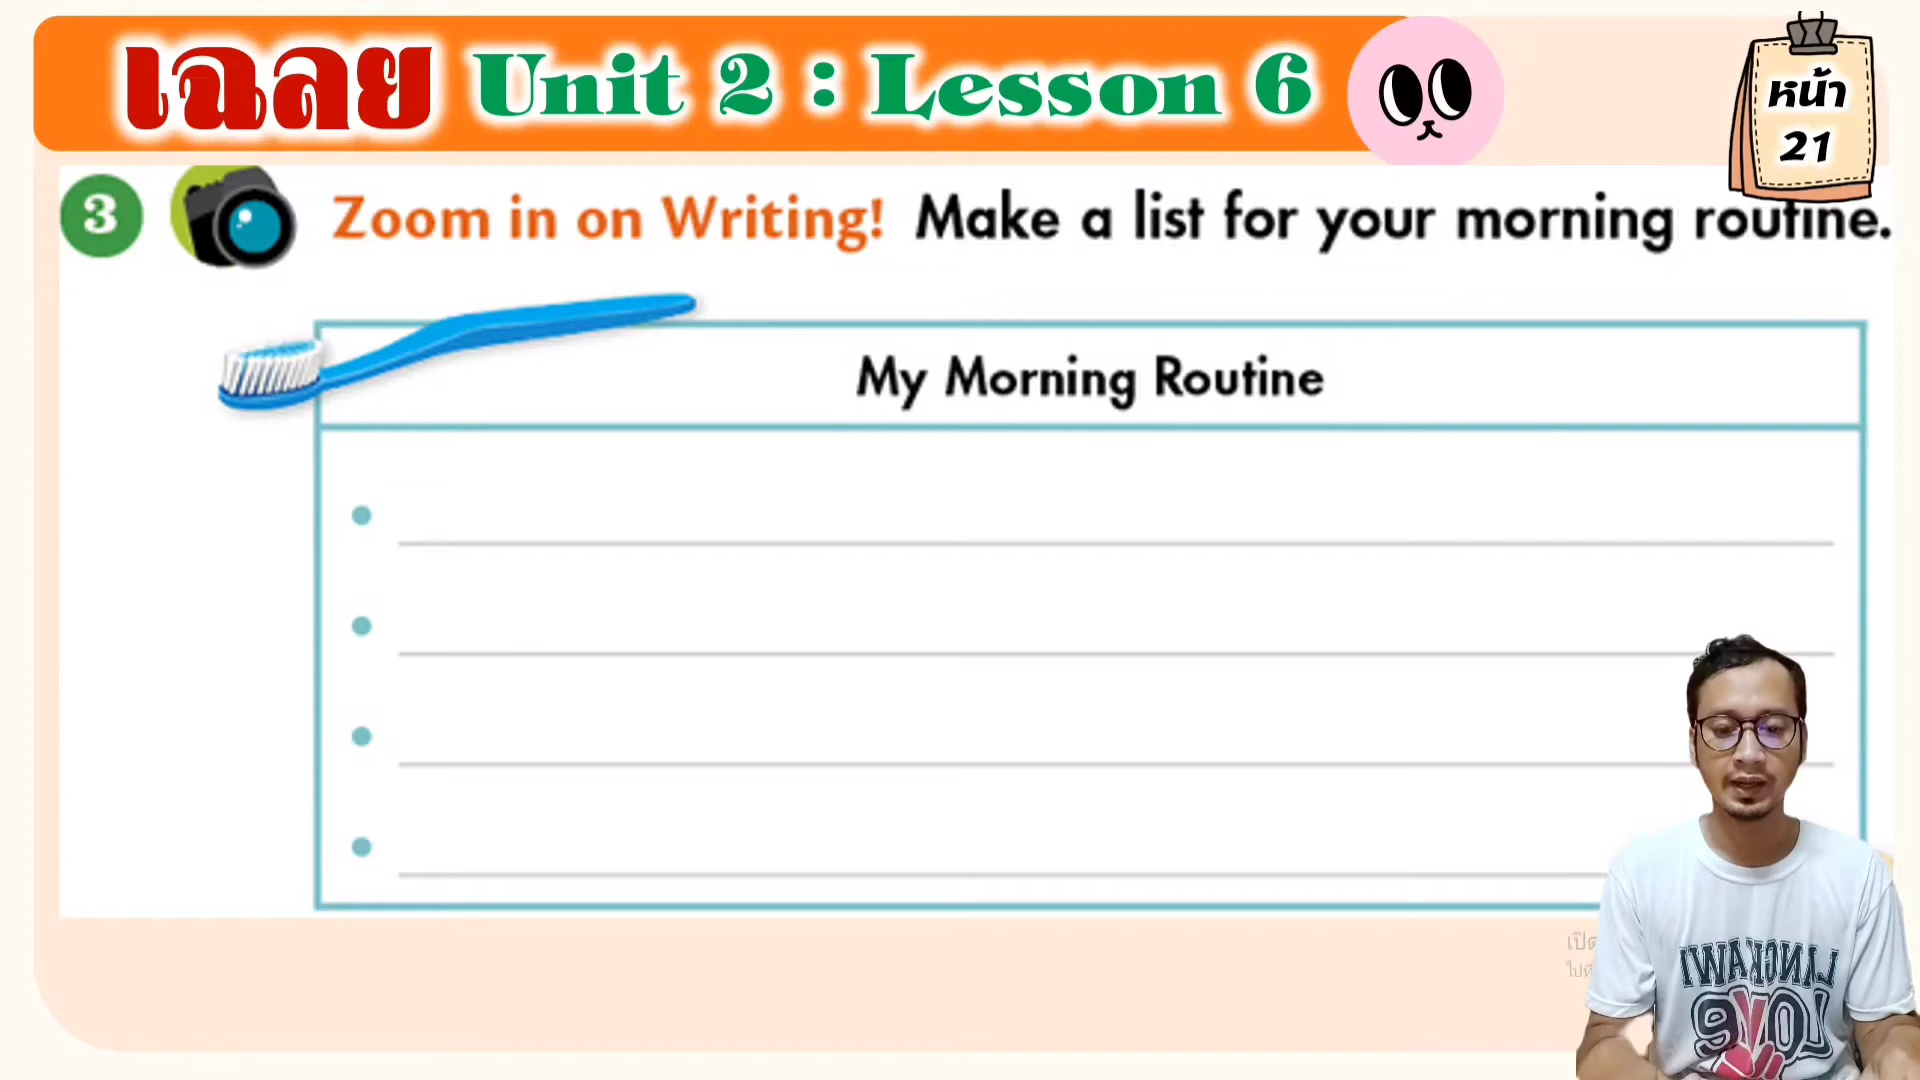 เฉลย Unit 2 : Lesson 6
หน้า
21
3 Zoom in on Writing! Make a list for your morning routine.
My Morning Routine
LANGKAWI
LOVE